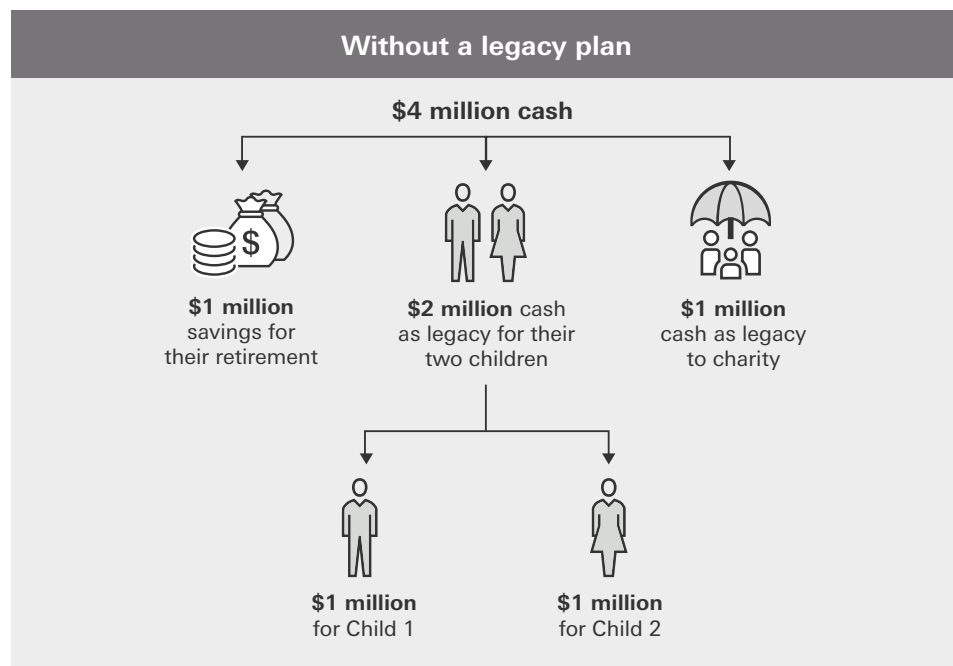 Without a legacy plan
$4 million cash
$
$1 million
savings for
their retirement
$2 million cash
as legacy for their
two children
$1 million
cash as legacy
to charity
$1 million
for Child 1
$1 million
for Child 2